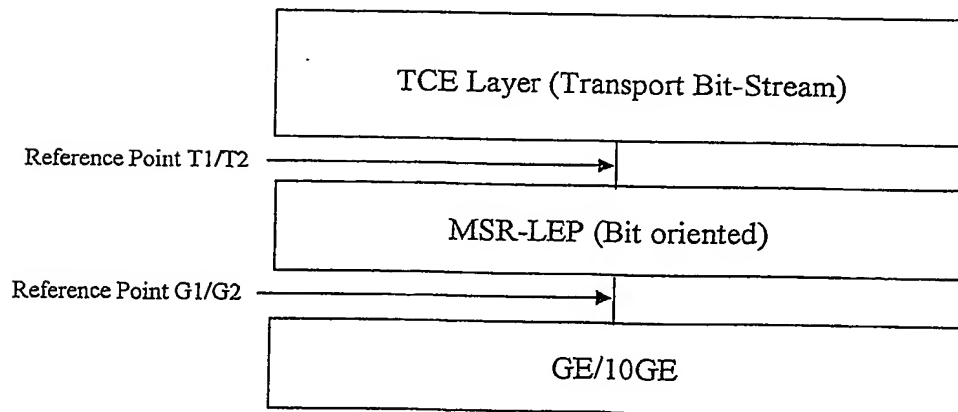 TCE Layer (Transport Bit-Stream)
Reference Point T1/T2
MSR-LEP (Bit oriented)
Reference Point G1/G2
GE/10GE